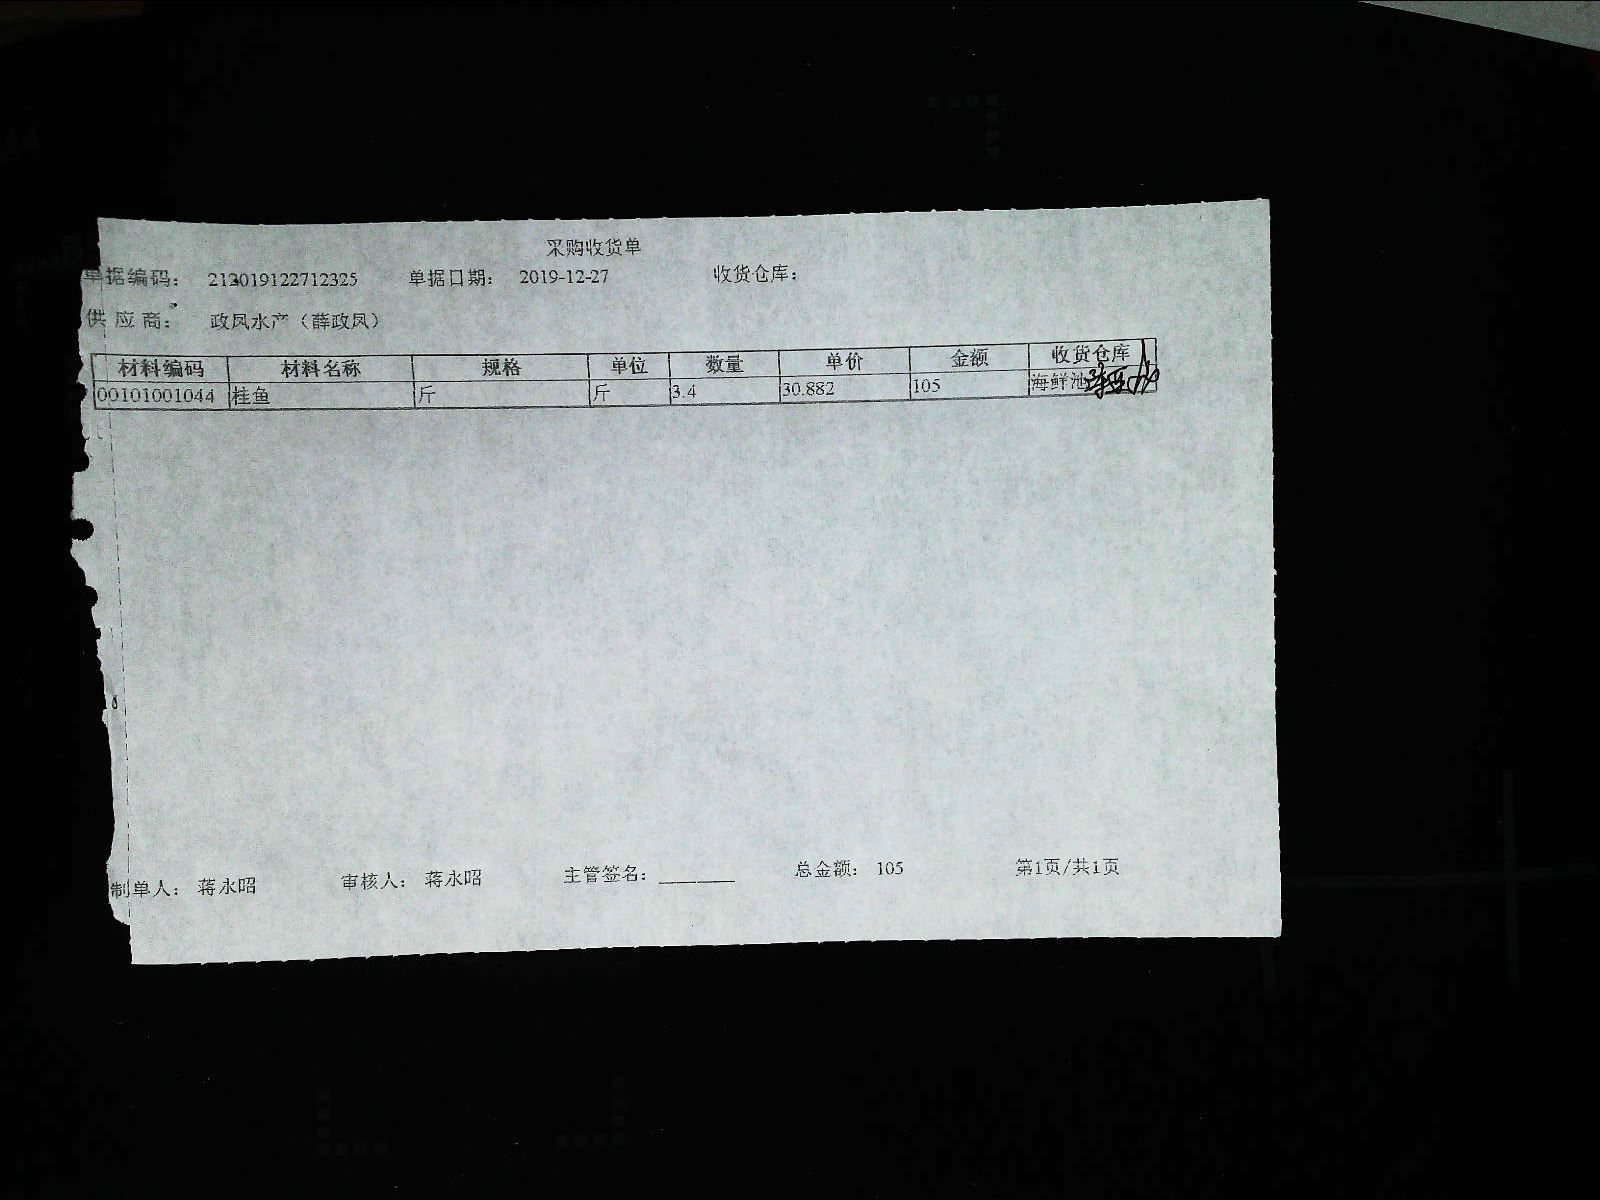 采购收货单
单据编码： 212019122712325 单据日期： 2019-12-27 收货仓库：
供应商： 政凤水产（薛政凤）
材料编码 材料名称 规格 单位 数量 单价 金额 收货仓库
00101001044 桂鱼 斤 斤 3.4 30.882 105 海鲜池
制单人： 蒋永昭 审核人： 蒋永昭 主管签名： 总金额： 105 第1页/共1页